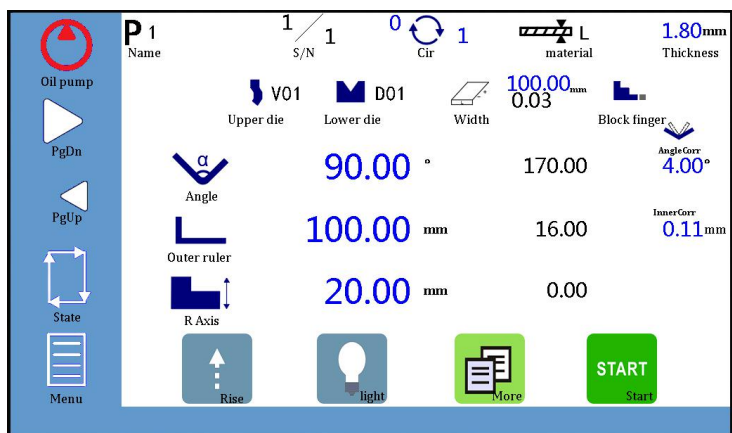 P 1
Name
1 / 1
S/N
0 1
Cir
L
material
1.80mm
Thickness
V01
Upper die
D01
Lower die
Width
100.00mm
0.03
Block finger
α
Angle
90.00 °
170.00
AngleCorr
4.00°
Outer ruler
100.00 mm
16.00
InnerCorr
0.11mm
R Axis
20.00 mm
0.00
Oil pump
PgDn
PgUp
State
Menu
Rise
light
More
START
Start